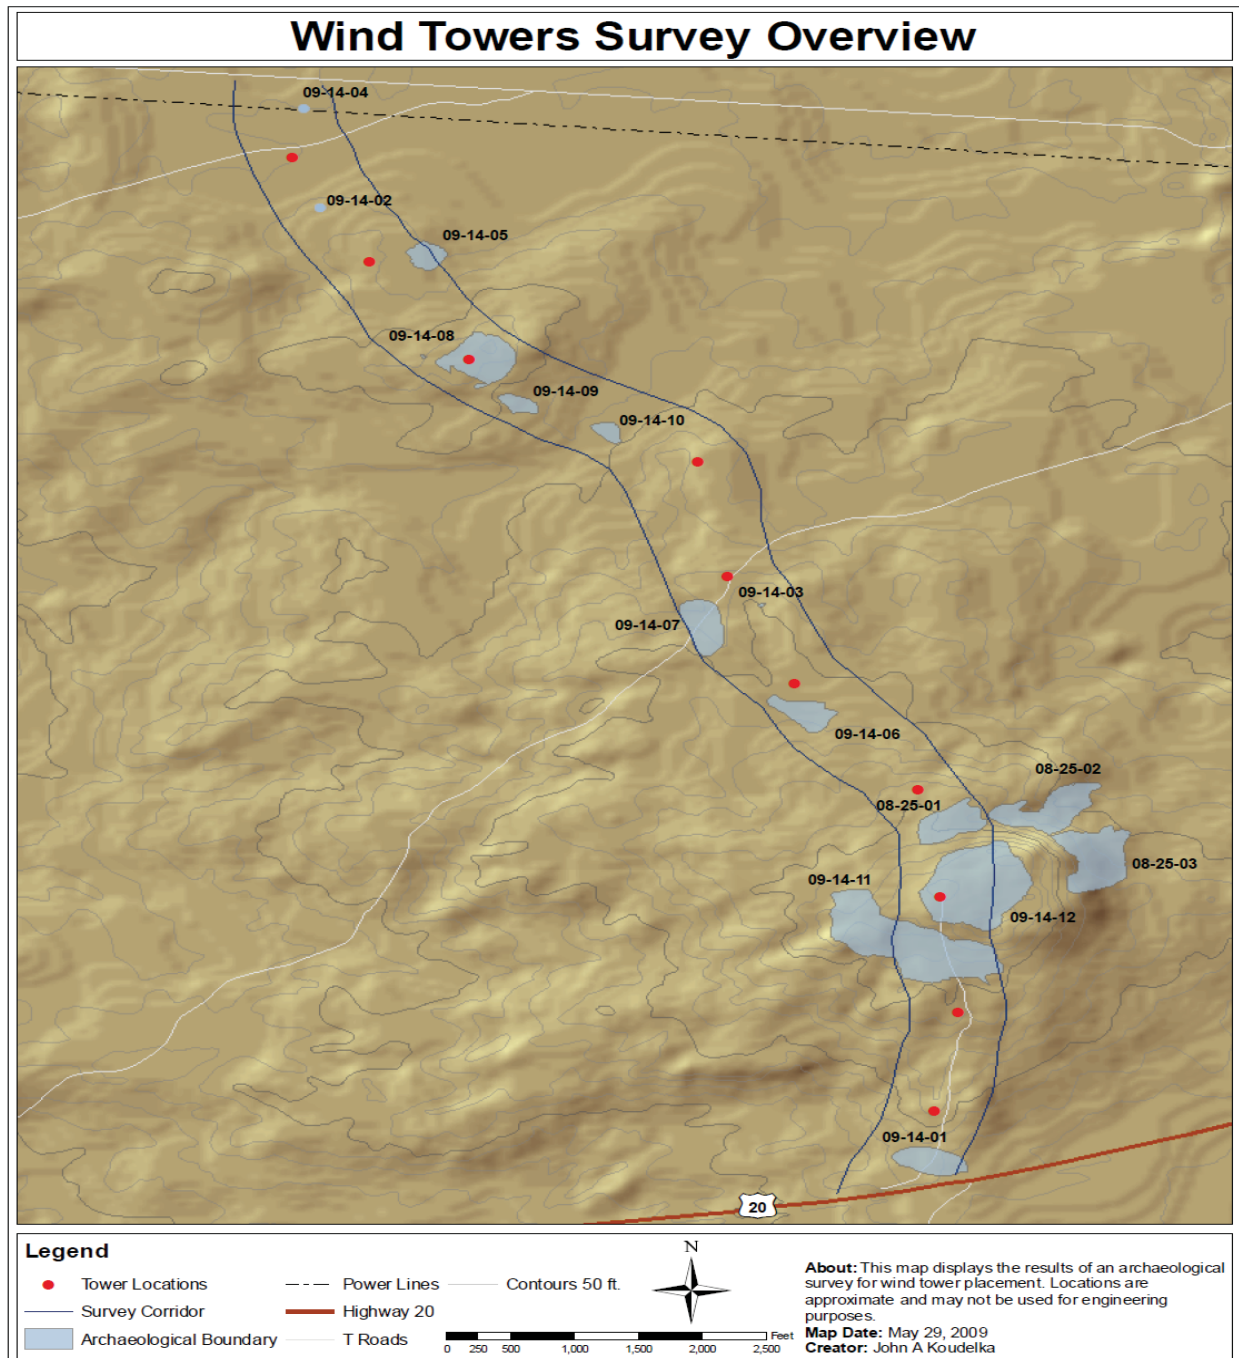 Wind Towers Survey Overview
09-14-04
09-14-02
09-14-05
09-14-08
09-14-09
09-14-10
09-14-03
09-14-07
09-14-06
08-25-02
08-25-01
08-25-03
09-14-11
09-14-12
09-14-01
20
Legend
Tower Locations
Survey Corridor
Archaeological Boundary
Power Lines
Highway 20
T Roads
Contours 50 ft.
N
0 250 500 1,000 1,500 2,000 2,500 Feet
About: This map displays the results of an archaeological
survey for wind tower placement. Locations are
approximate and may not be used for engineering
purposes.
Map Date: May 29, 2009
Creator: John A Koudelka